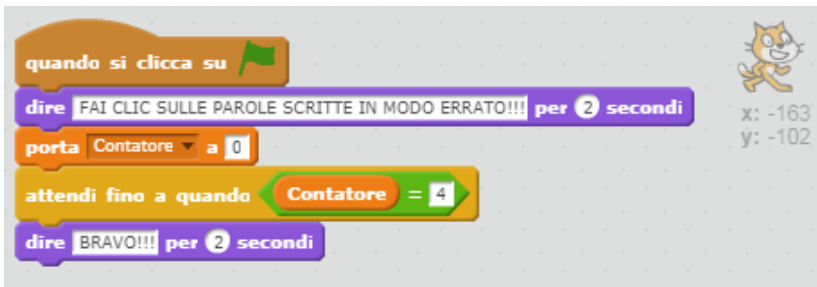 quando si clicca su
dire FAI CLIC SULLE PAROLE SCRITTE IN MODO ERRATO!!! per 2 secondi
x: -163
porta Contatore a 0
y: -102
attendi fino a quando Contatore = 4
dire BRAVO!!! per 2 secondi